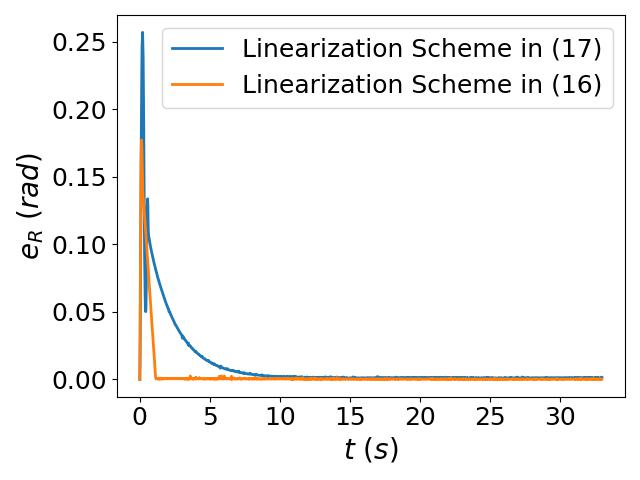 Linearization Scheme in (17)
Linearization Scheme in (16)
0.25
0.20
0.15
0.10
0.05
0.00
e_R (rad)
0 5 10 15 20 25 30
t (s)